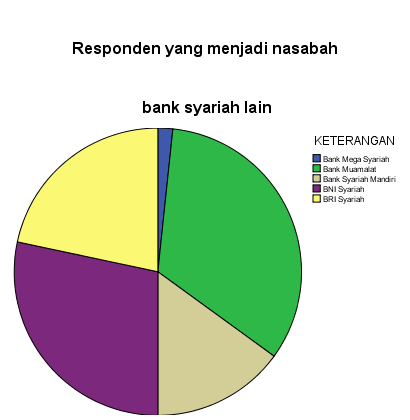 Responden yang menjadi nasabah
bank syariah lain
KETERANGAN
Bank Mega Syariah
Bank Muamalat
Bank Syariah Mandiri
BNI Syariah
BRI Syariah